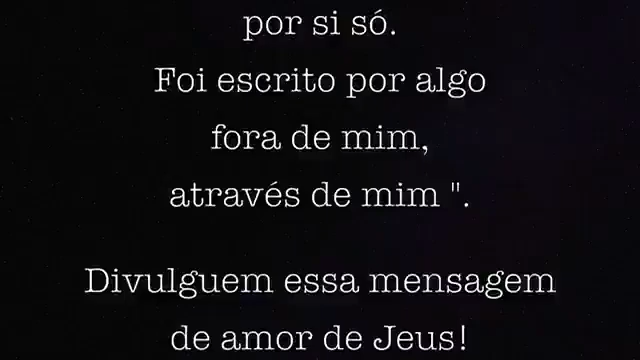 por si só.
Foi escrito por algo
fora de mim,
através de mim ".
Divulguem essa mensagem
de amor de Jeus!